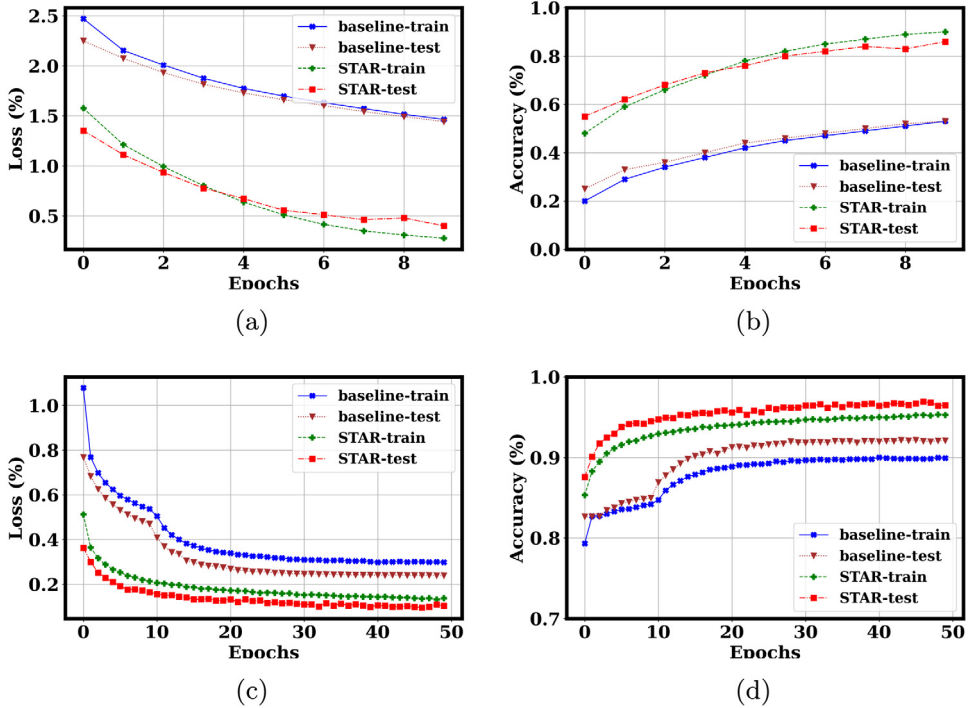 2.5
2.0
1.5
1.0
0.5
Loss (%)
baseline-train
baseline-test
STAR-train
STAR-test
0 2 4 6 8
Epochs
(a)
1.0
0.8
0.6
0.4
0.2
0.0
Accuracy (%)
baseline-train
baseline-test
STAR-train
STAR-test
0 2 4 6 8
Epochs
(b)
1.0
0.8
0.6
0.4
0.2
Loss (%)
baseline-train
baseline-test
STAR-train
STAR-test
0 10 20 30 40 50
Epochs
(c)
1.0
0.9
0.8
0.7
Accuracy (%)
baseline-train
baseline-test
STAR-train
STAR-test
0 10 20 30 40 50
Epochs
(d)